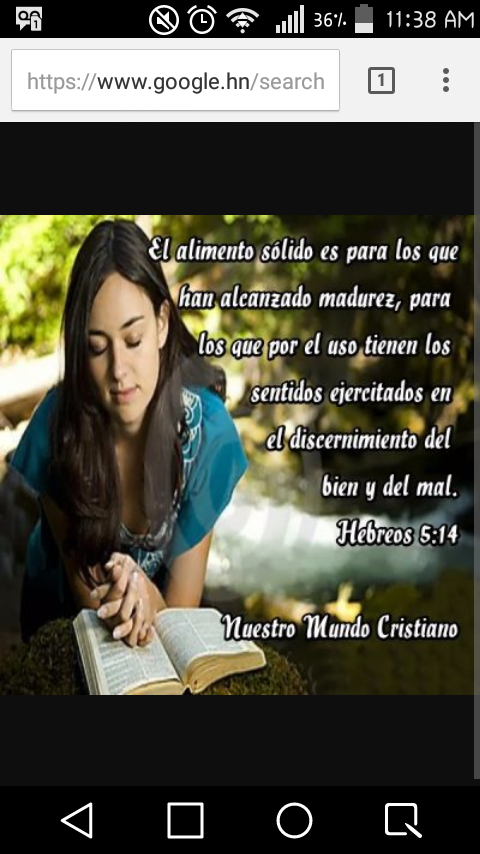 36%
11:38 AM
https://www.google.hn/search
1
El alimento sólido es para los que
han alcanzado madurez, para
los que por el uso tienen los
sentidos ejercitados en
el discernimiento del
bien y del mal.
Hebreos 5:14
Nuestro Mundo Cristiano